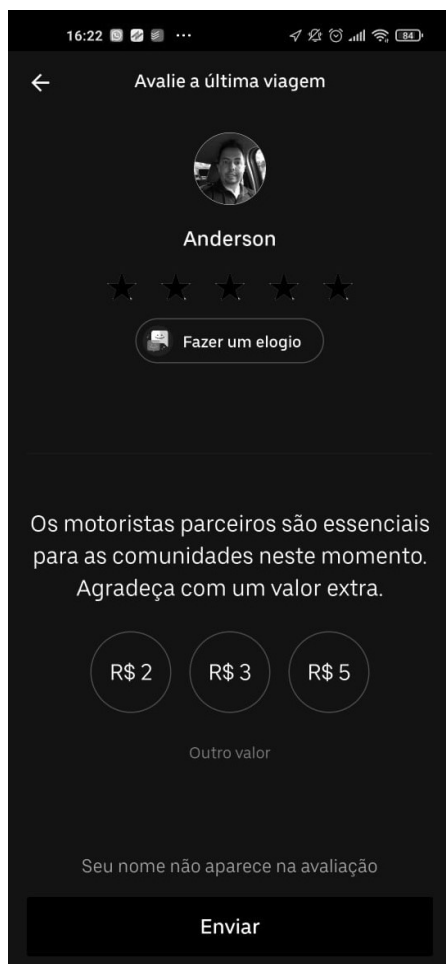 16:22 ... 84
Avalie a última viagem
Anderson
Fazer um elogio
Os motoristas parceiros são essenciais
para as comunidades neste momento.
Agradeça com um valor extra.
R$ 2 R$ 3 R$ 5
Outro valor
Seu nome não aparece na avaliação
Enviar